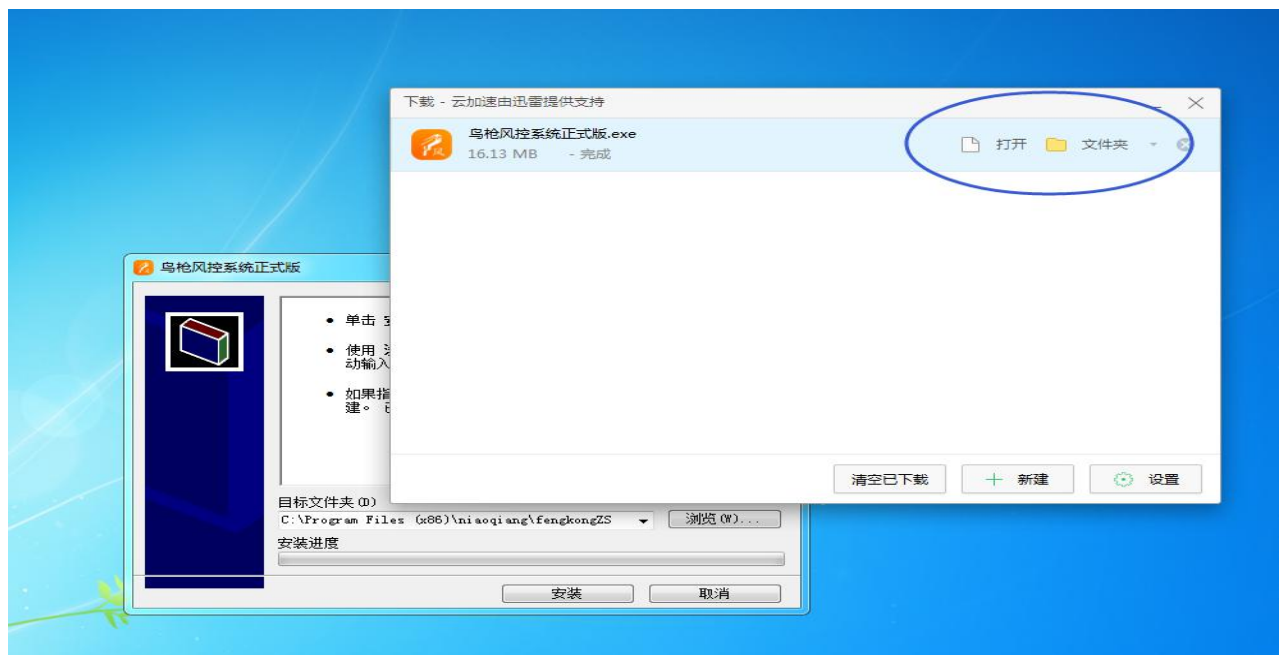 下载 - 云加速由迅雷提供支持
鸟枪风控系统正式版.exe
打开 文件夹
16.13 MB - 完成
鸟枪风控系统正式版
单击
使用
动输入
如果指
建。
清空已下载
新建
设置
目标文件夹(D)
C:\Program Files (x86)\niaoqiang\fengkongZS
浏览(W)...
安装进度
安装
取消